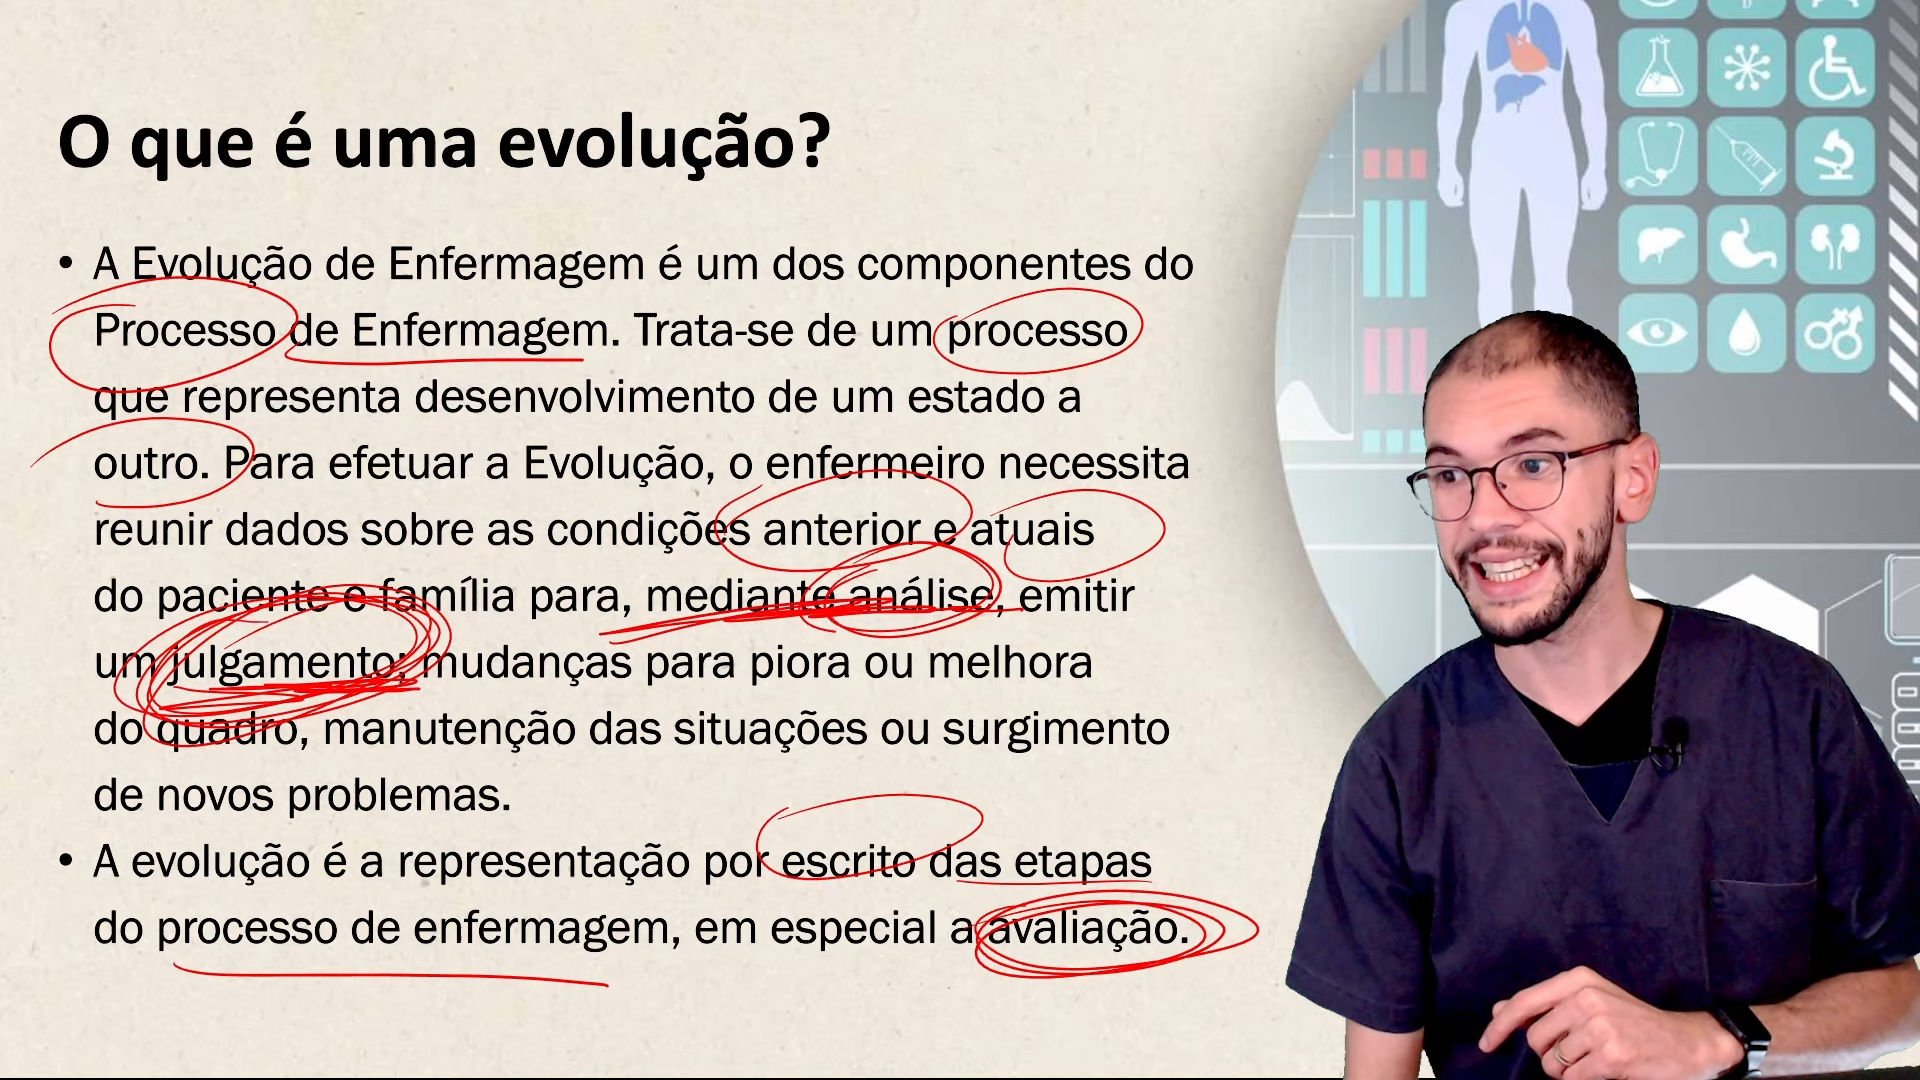 O que é uma evolução?
• A Evolução de Enfermagem é um dos componentes do
Processo de Enfermagem. Trata-se de um processo
que representa desenvolvimento de um estado a
outro. Para efetuar a Evolução, o enfermeiro necessita
reunir dados sobre as condições anterior e atuais
do paciente e família para, mediante análise, emitir
um julgamento; mudanças para piora ou melhora
do quadro, manutenção das situações ou surgimento
de novos problemas.
• A evolução é a representação por escrito das etapas
do processo de enfermagem, em especial a avaliação.